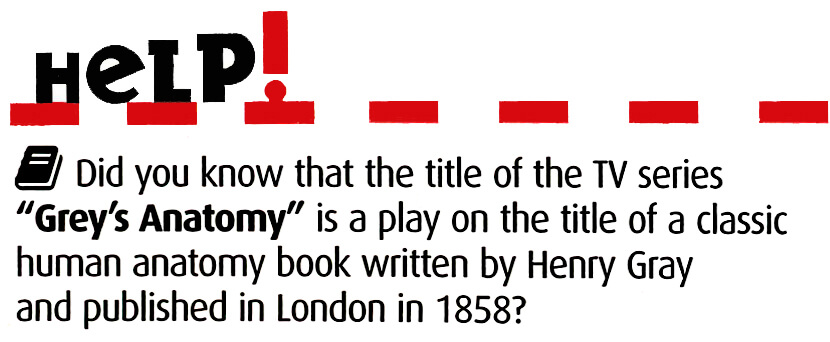 HeLP!
Did you know that the title of the TV series
“Grey’s Anatomy” is a play on the title of a classic
human anatomy book written by Henry Gray
and published in London in 1858?